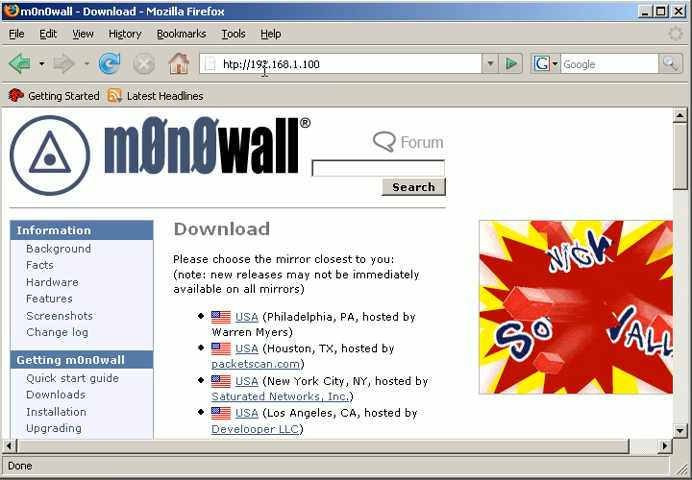 m0n0wall - Download - Mozilla Firefox
File Edit View History Bookmarks Tools Help
htp://192.168.1.100
G Google
Getting Started Latest Headlines
m0n0wall®
Forum
Search
Information
Background
Facts
Hardware
Features
Screenshots
Change log
Getting m0n0wall
Quick start guide
Downloads
Installation
Upgrading
Download
Please choose the mirror closest to you:
(note: new releases may not be immediately
available on all mirrors)
USA (Philadelphia, PA, hosted by
Warren Myers)
USA (Houston, TX, hosted by
packetscan.com)
USA (New York City, NY, hosted by
Saturated Networks, Inc.)
USA (Los Angeles, CA, hosted by
Develooper LLC)
NICK
SO
Done